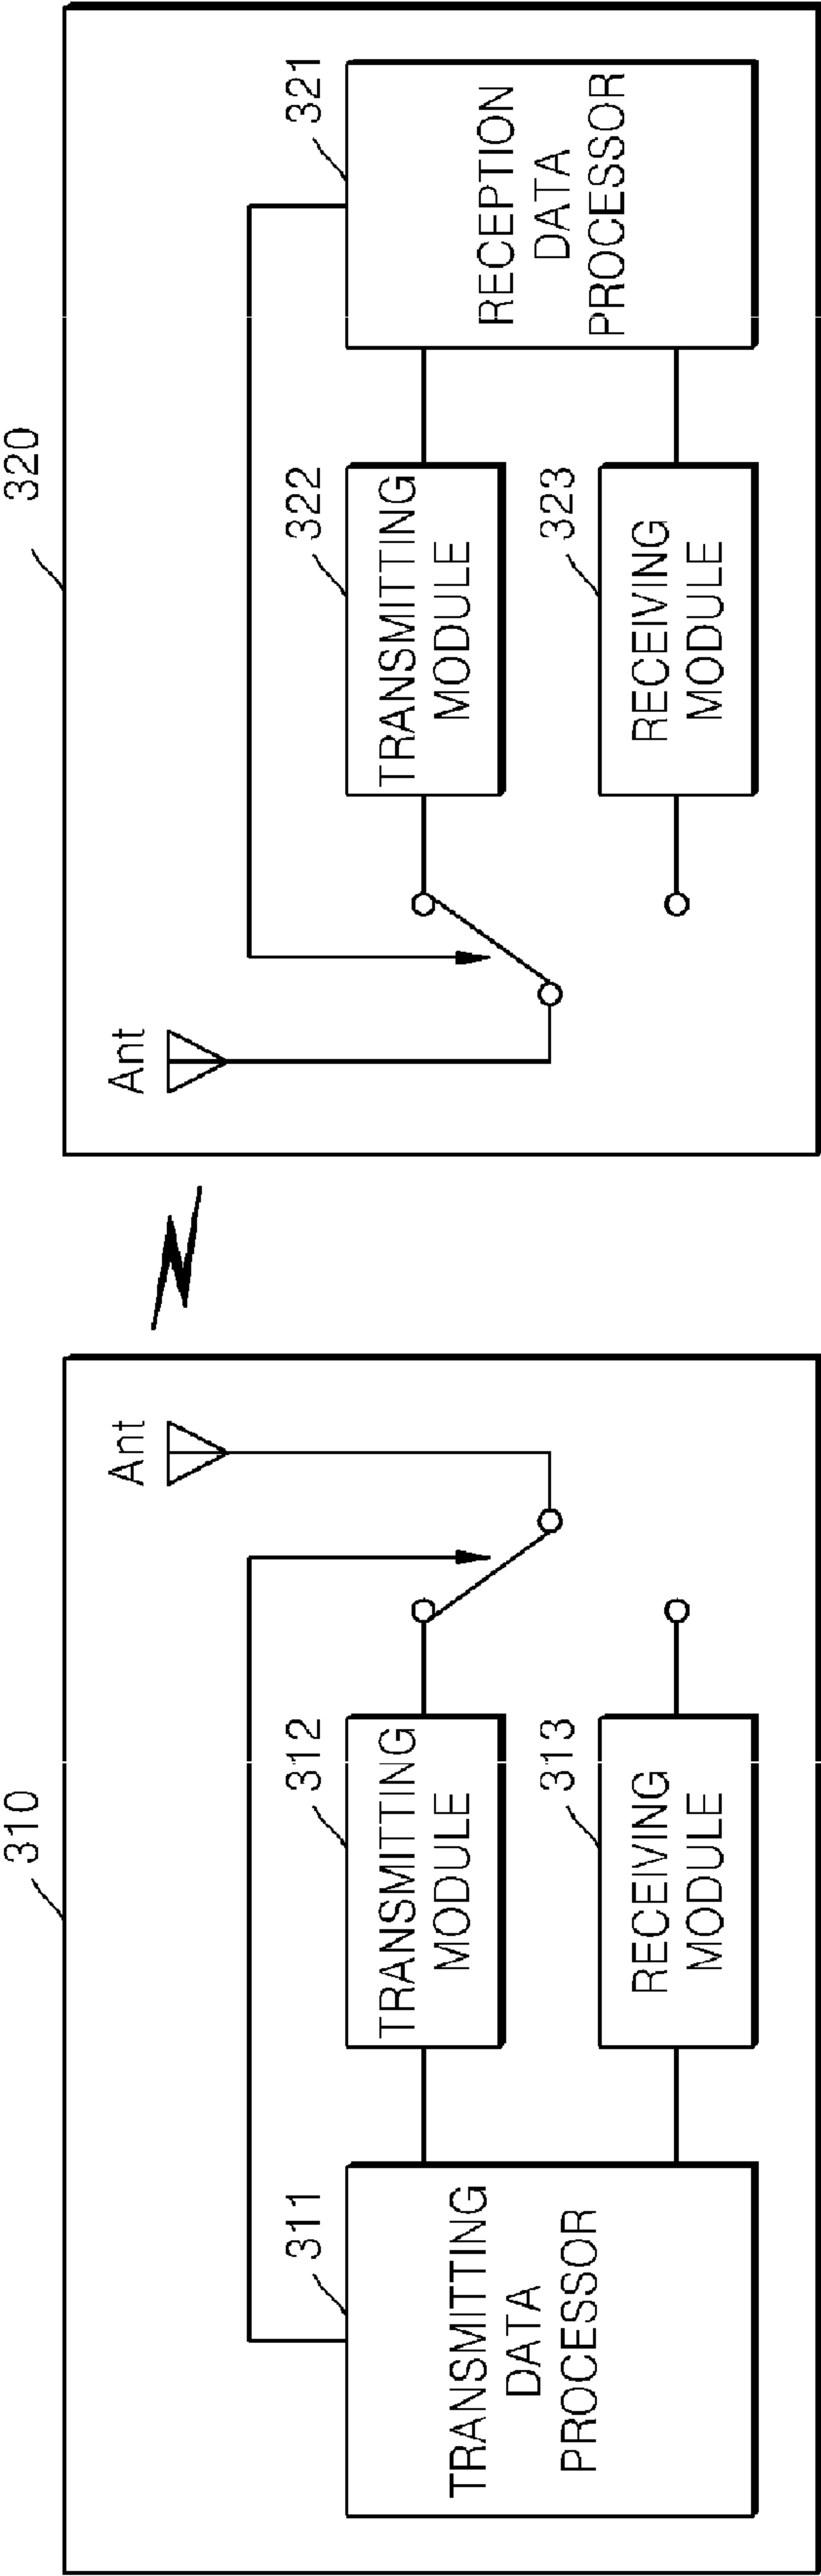 310
311
TRANSMITTING
DATA
PROCESSOR
312
TRANSMITTING
MODULE
313
RECEIVING
MODULE
Ant
320
Ant
322
TRANSMITTING
MODULE
323
RECEIVING
MODULE
321
RECEPTION
DATA
PROCESSOR